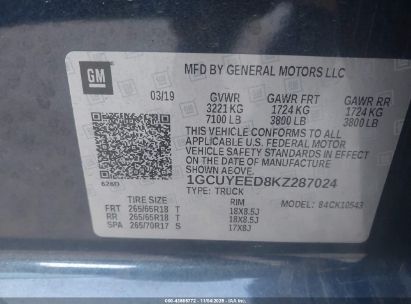 GM
MFD BY GENERAL MOTORS LLC
03/19
GVWR GAWR FRT GAWR RR
3221 KG 1724 KG 1724 KG
7100 LB 3800 LB 3800 LB
THIS VEHICLE CONFORMS TO ALL
APPLICABLE U.S. FEDERAL MOTOR
VEHICLE SAFETY STANDARDS IN EFFECT ON
THE DATE OF MANUFACTURE SHOWN ABOVE.
1GCUYEED8KZ287024
TYPE: TRUCK
MODEL: 84CK10543
TIRE SIZE RIM
FRT 265/65R18 T 18X8.5J
RR 265/65R18 T 18X8.5J
SPA 265/70R17 S 17X8J